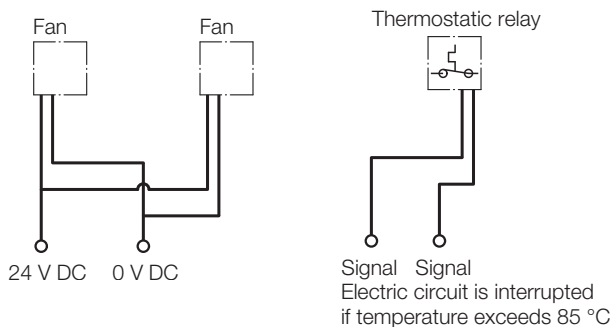 Fan
Fan
24 V DC
0 V DC
Thermostatic relay
Signal
Signal
Electric circuit is interrupted
if temperature exceeds 85 °C